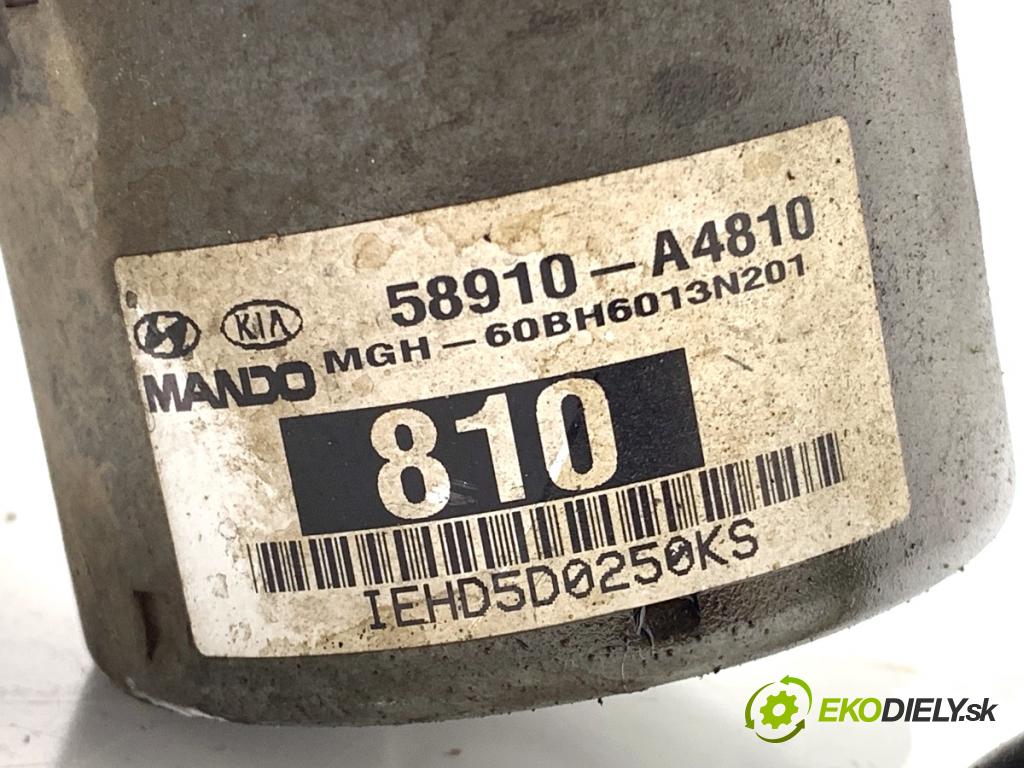 58910-A4810
KIA
MGH-60BH6013N201
MANDO
810
IEHD5D0250KS
EKODIELY.sk